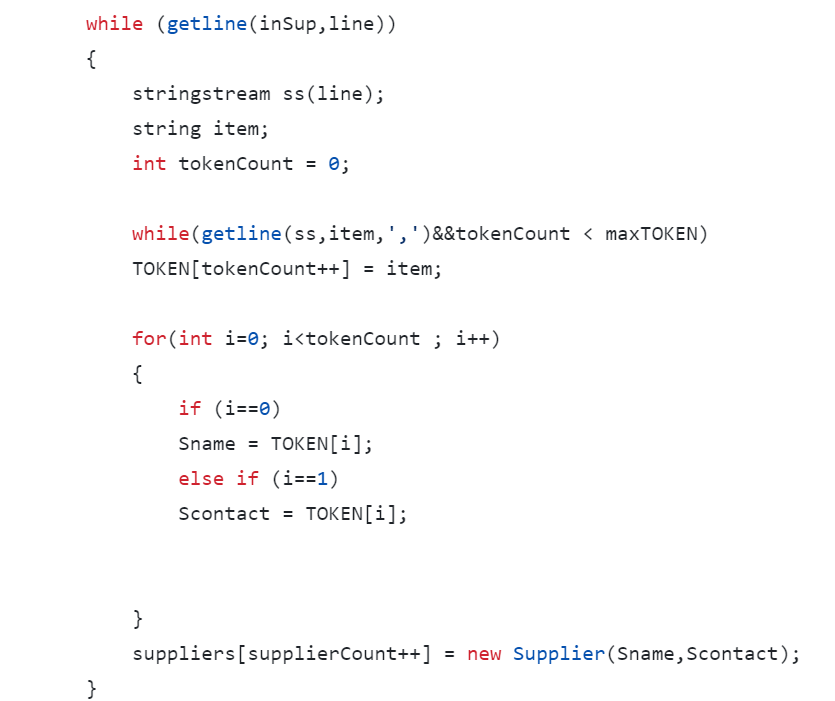 while (getline(inSup,line))
{
stringstream ss(line);
string item;
int tokenCount = 0;
while(getline(ss,item,',')&&tokenCount < maxTOKEN)
TOKEN[tokenCount++] = item;
for(int i=0; i<tokenCount ; i++)
{
if (i==0)
Sname = TOKEN[i];
else if (i==1)
Scontact = TOKEN[i];
}
suppliers[supplierCount++] = new Supplier(Sname,Scontact);
}